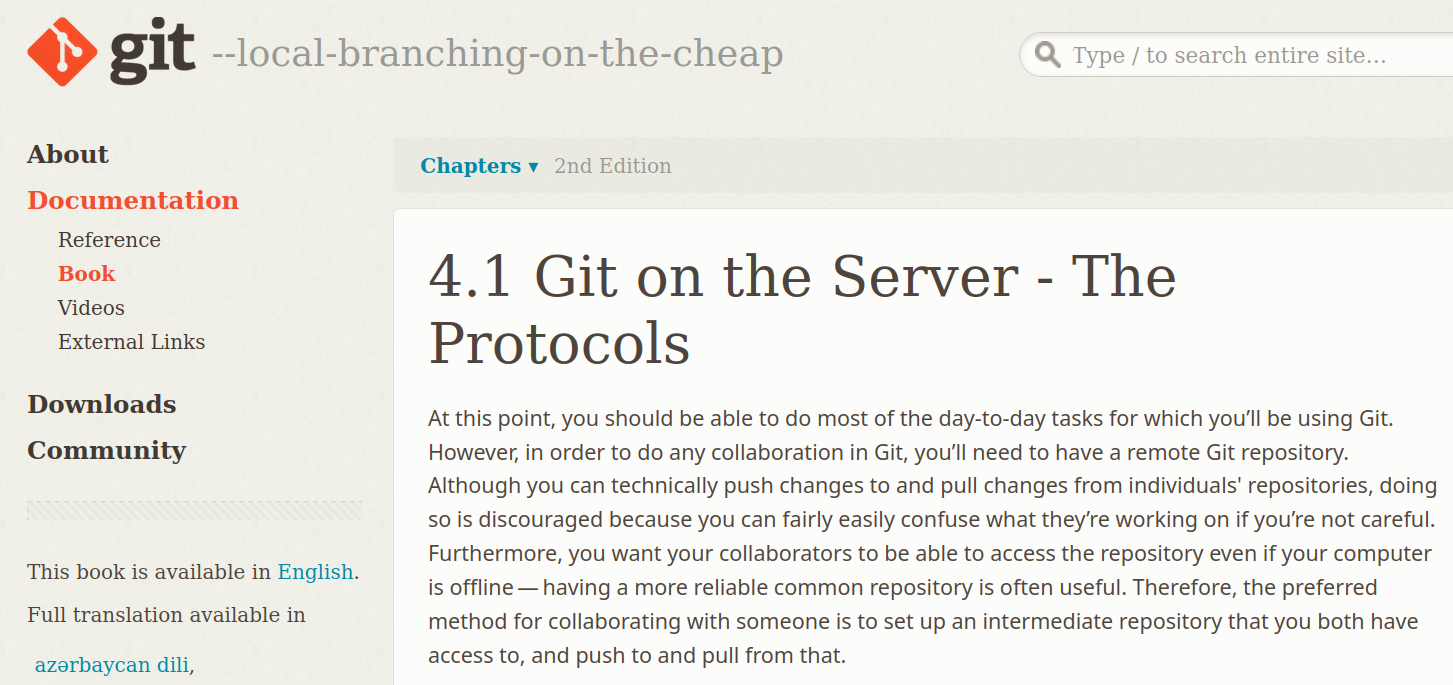 git --local-branching-on-the-cheap
Type / to search entire site…
About
Documentation
Reference
Book
Videos
External Links
Downloads
Community
This book is available in English.
Full translation available in
azərbaycan dili,
Chapters ▾ 2nd Edition
4.1 Git on the Server - The
Protocols
At this point, you should be able to do most of the day-to-day tasks for which you’ll be using Git.
However, in order to do any collaboration in Git, you’ll need to have a remote Git repository.
Although you can technically push changes to and pull changes from individuals' repositories, doing
so is discouraged because you can fairly easily confuse what they’re working on if you’re not careful.
Furthermore, you want your collaborators to be able to access the repository even if your computer
is offline — having a more reliable common repository is often useful. Therefore, the preferred
method for collaborating with someone is to set up an intermediate repository that you both have
access to, and push to and pull from that.